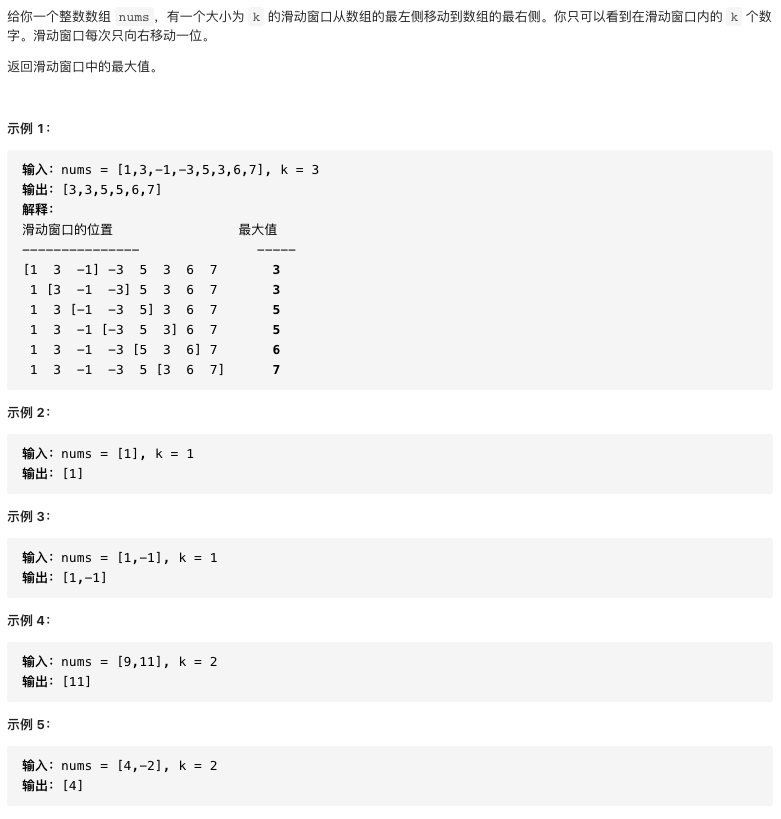 给你一个整数数组 nums，有一个大小为 k 的滑动窗口从数组的最左侧移动到数组的最右侧。你只可以看到在滑动窗口内的 k 个数
字。滑动窗口每次只向右移动一位。
返回滑动窗口中的最大值。
示例 1：
输入：nums = [1,3,-1,-3,5,3,6,7], k = 3
输出：[3,3,5,5,6,7]
解释：
滑动窗口的位置                最大值
---------------               -----
[1  3  -1] -3  5  3  6  7       3
 1 [3  -1  -3] 5  3  6  7       3
 1  3 [-1  -3  5] 3  6  7       5
 1  3  -1 [-3  5  3] 6  7       5
 1  3  -1  -3 [5  3  6] 7       6
 1  3  -1  -3  5 [3  6  7]      7
示例 2：
输入：nums = [1], k = 1
输出：[1]
示例 3：
输入：nums = [1,-1], k = 1
输出：[1,-1]
示例 4：
输入：nums = [9,11], k = 2
输出：[11]
示例 5：
输入：nums = [4,-2], k = 2
输出：[4]